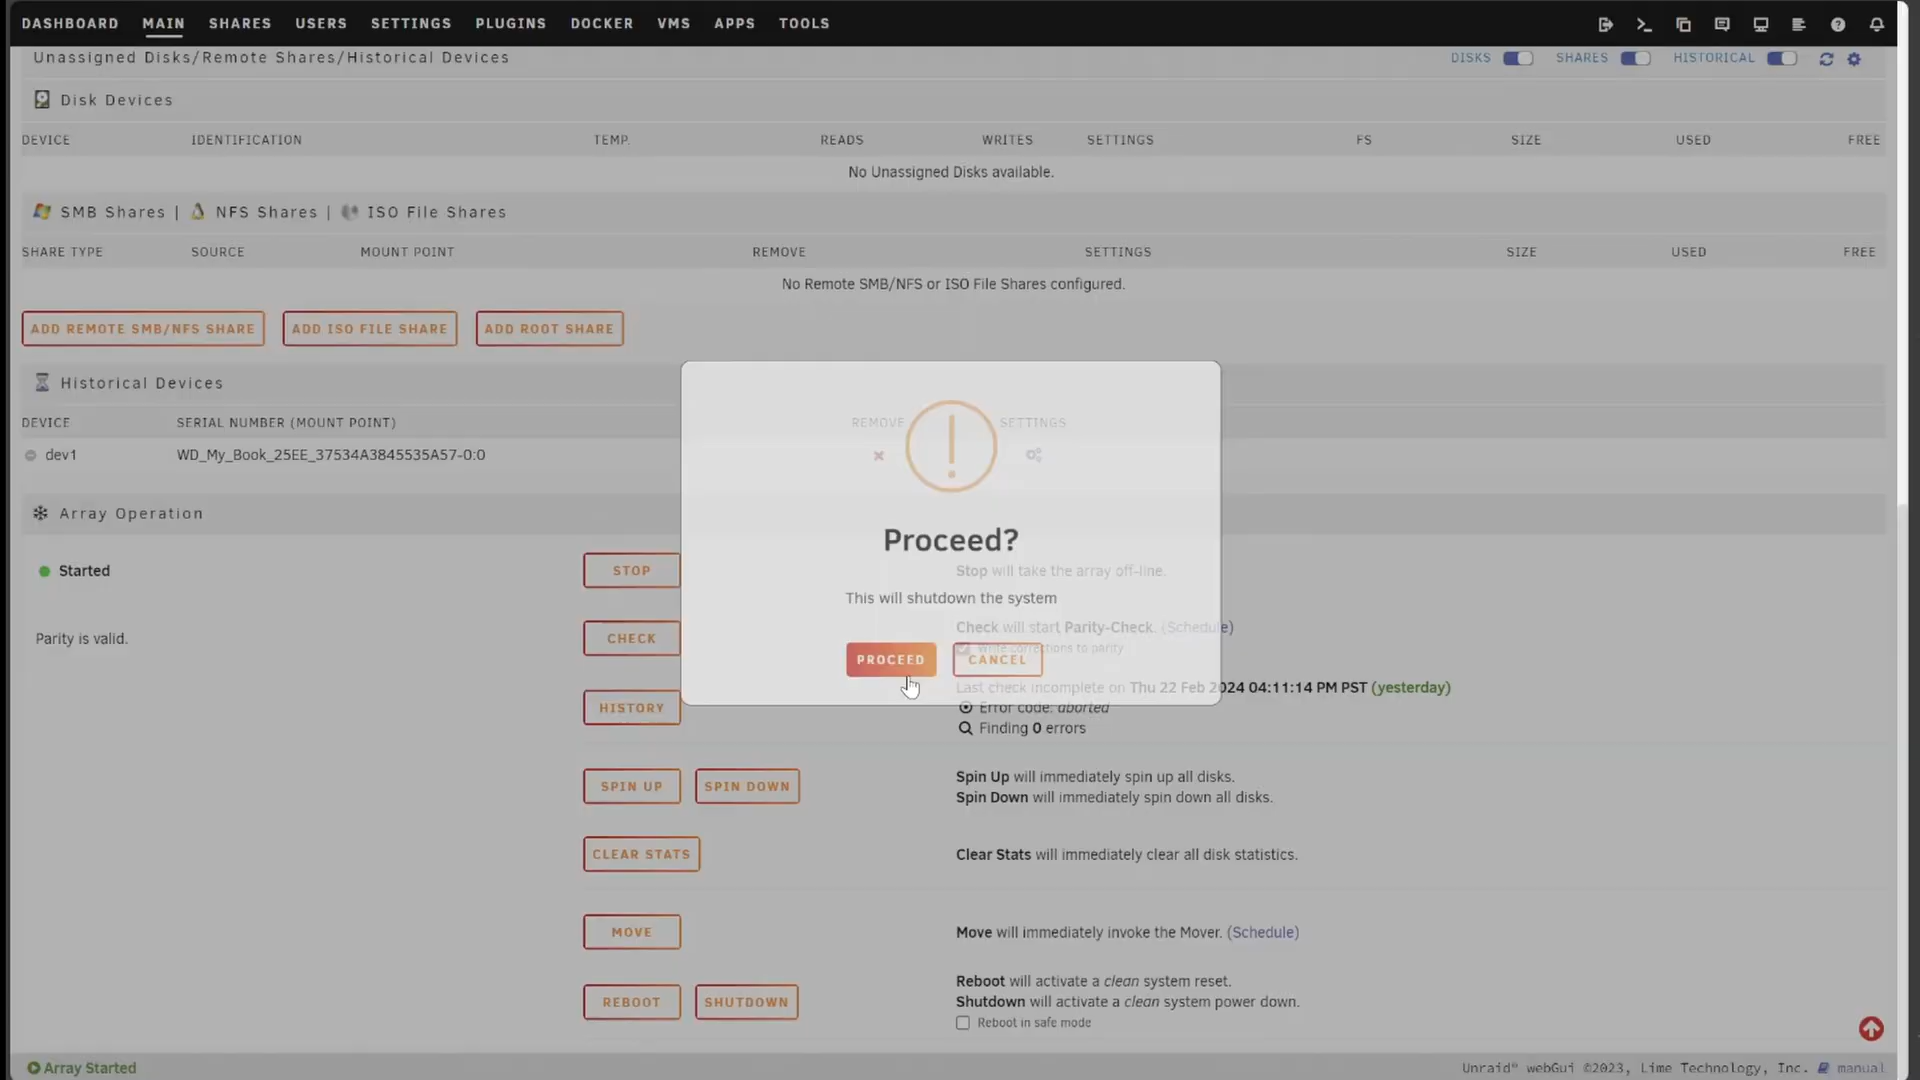 DASHBOARD MAIN SHARES USERS SETTINGS PLUGINS DOCKER VMS APPS TOOLS
Unassigned Disks/Remote Shares/Historical Devices DISKS SHARES HISTORICAL
Disk Devices
DEVICE IDENTIFICATION TEMP. READS WRITES SETTINGS FS SIZE USED FREE
No Unassigned Disks available.
SMB Shares | NFS Shares | ISO File Shares
SHARE TYPE SOURCE MOUNT POINT REMOVE SETTINGS SIZE USED FREE
No Remote SMB/NFS or ISO File Shares configured.
ADD REMOTE SMB/NFS SHARE ADD ISO FILE SHARE ADD ROOT SHARE
Historical Devices
DEVICE SERIAL NUMBER (MOUNT POINT) REMOVE SETTINGS
dev1 WD_My_Book_25EE_37534A3845535A57-0:0
Array Operation
Proceed?
Started STOP Stop will take the array off-line.
This will shutdown the system
Check will start Parity-Check. (Schedule)
Parity is valid. CHECK Write corrections to parity
PROCEED CANCEL
Last check incomplete on Thu 22 Feb 2024 04:11:14 PM PST (yesterday)
HISTORY Error code: aborted
Finding 0 errors
SPIN UP SPIN DOWN Spin Up will immediately spin up all disks.
Spin Down will immediately spin down all disks.
CLEAR STATS Clear Stats will immediately clear all disk statistics.
MOVE Move will immediately invoke the Mover. (Schedule)
Reboot will activate a clean system reset.
REBOOT SHUTDOWN Shutdown will activate a clean system power down.
Reboot in safe mode
Array Started Unraid® webGui ©2023, Lime Technology, Inc. manual